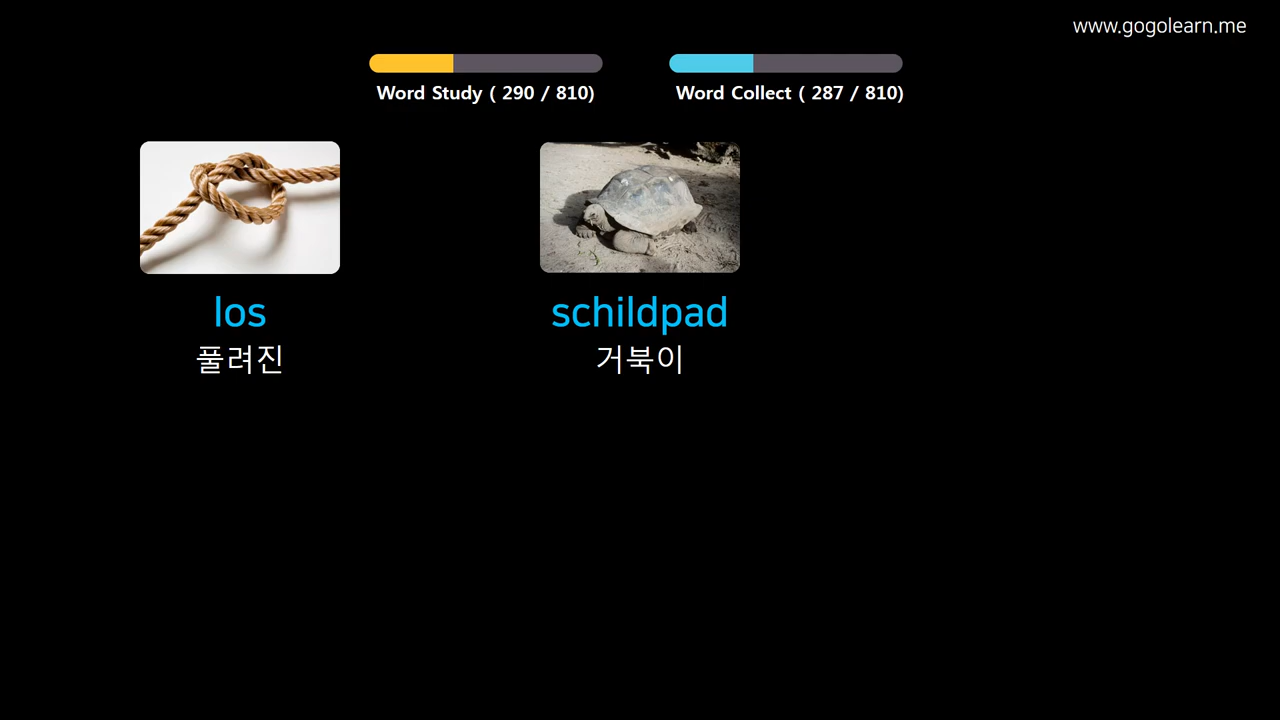 www.gogolearn.me
Word Study ( 290 / 810)
Word Collect ( 287 / 810)
los
풀려진
schildpad
거북이